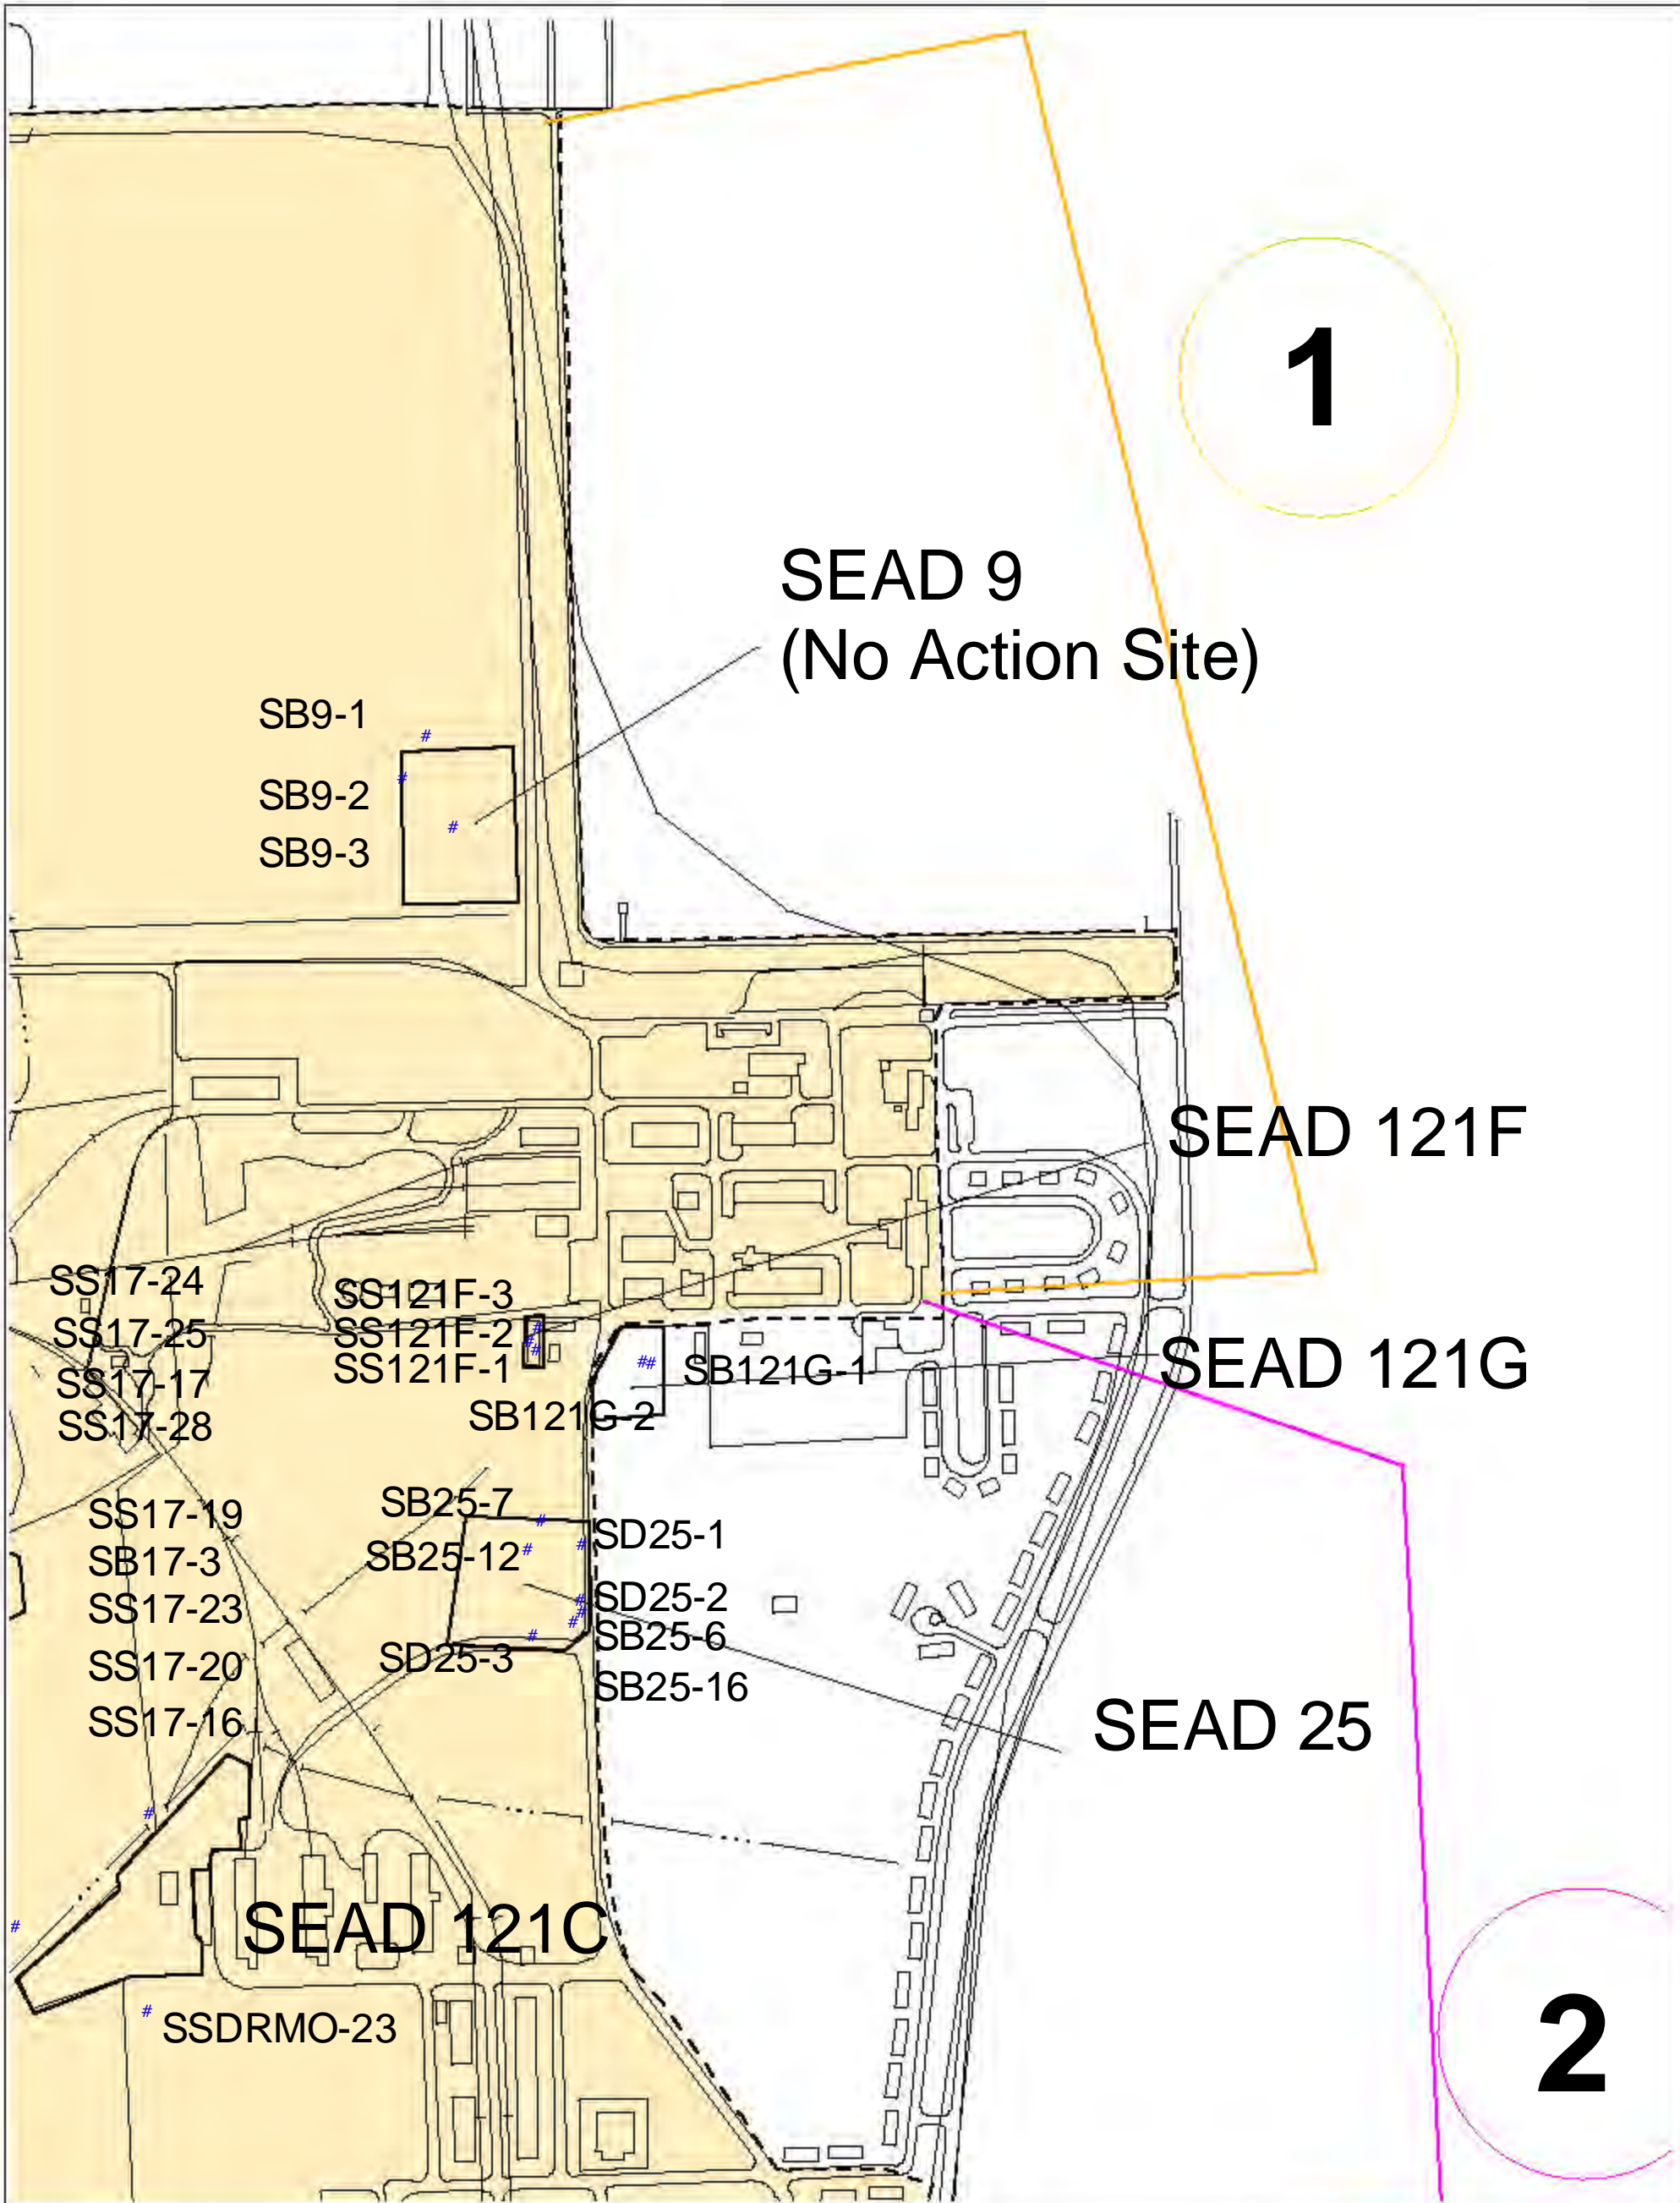 1
SEAD 9
(No Action Site)
SB9-1
#
#
SB9-2
#
SB9-3
SEAD 121F
SS17-24
SS121F-3
SS17-25
SS121F-2
#
#
#
SS17-17
SS121F-1
##
SB121G-1
SEAD 121G
SS17-28
SB121G-2
SB25-7
#
SS17-19
SD25-1
SB25-12
#
#
SB17-3
SS17-23
SD25-2
#
#
#
#
SB25-6
SD25-3
SS17-20
SB25-16
SS17-16
SEAD 25
#
SEAD 121C
#
#
SSDRMO-23
2